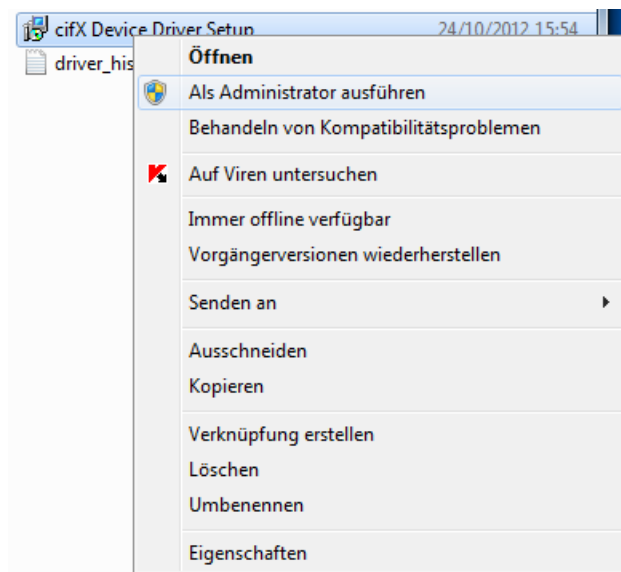 cifX Device Driver Setup 24/10/2012 15:54
driver_his
Öffnen
Als Administrator ausführen
Behandeln von Kompatibilitätsproblemen
Auf Viren untersuchen
Immer offline verfügbar
Vorgängerversionen wiederherstellen
Senden an
Ausschneiden
Kopieren
Verknüpfung erstellen
Löschen
Umbenennen
Eigenschaften